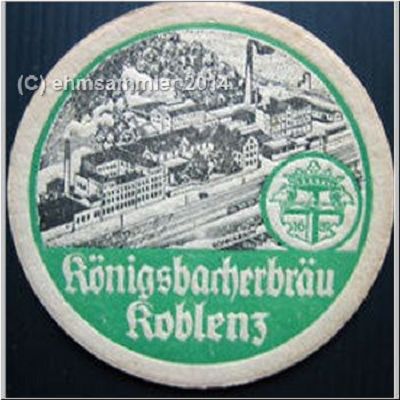 (C) ehmsammler 2014
Königsbacherbräu
Koblenz